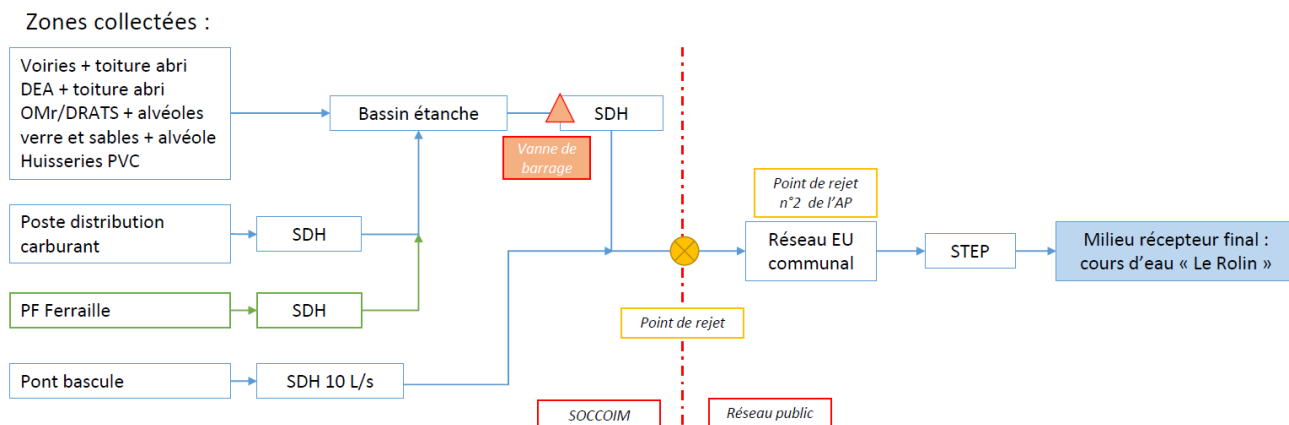 Zones collectées :
Voiries + toiture abri
DEA + toiture abri
OMr/DRATS + alvéoles
verre et sables + alvéole
Huisseries PVC
Bassin étanche
SDH
Vanne de
barrage
Poste distribution
carburant
SDH
Point de rejet
n°2 de l'AP
Réseau EU
communal
STEP
Milieu récepteur final :
cours d'eau « Le Rolin »
PF Ferraille
SDH
Point de rejet
Pont bascule
SDH 10 L/s
SOCCOIM
Réseau public